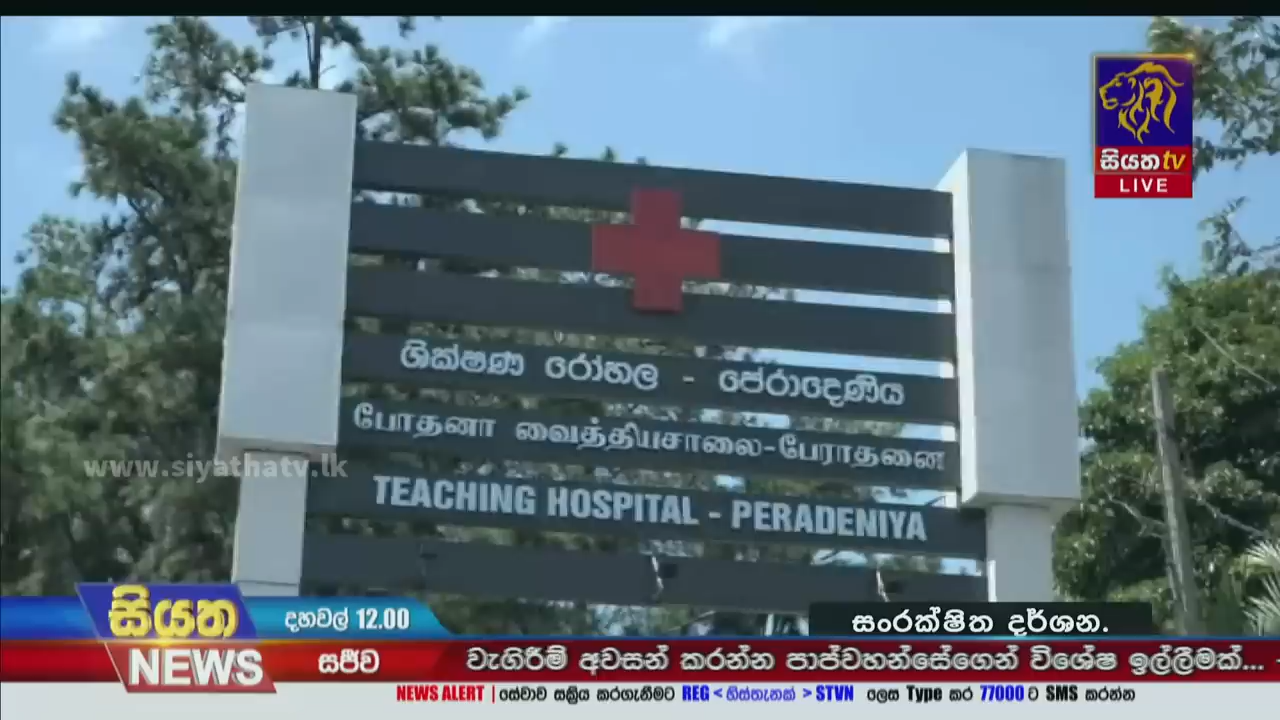 සියත tv
LIVE
ශික්ෂණ රෝහල - පේරාදෙණිය
போதனா வைத்தியசாலை-பேராதனை
www.siyathatv.lk
TEACHING HOSPITAL - PERADENIYA
සියත
NEWS
දහවල් 12.00
සංරක්ෂිත දර්ශන.
සජීව
වැගිරීම් අවසන් කරන්න පාප්වහන්සේගෙන් විශේෂ ඉල්ලීමක්...
NEWS ALERT | සේවාව සක්‍රිය කරගැනීමට REG < හිස්තැනක් > STVN ලෙස Type කර 77000 ට SMS කරන්න